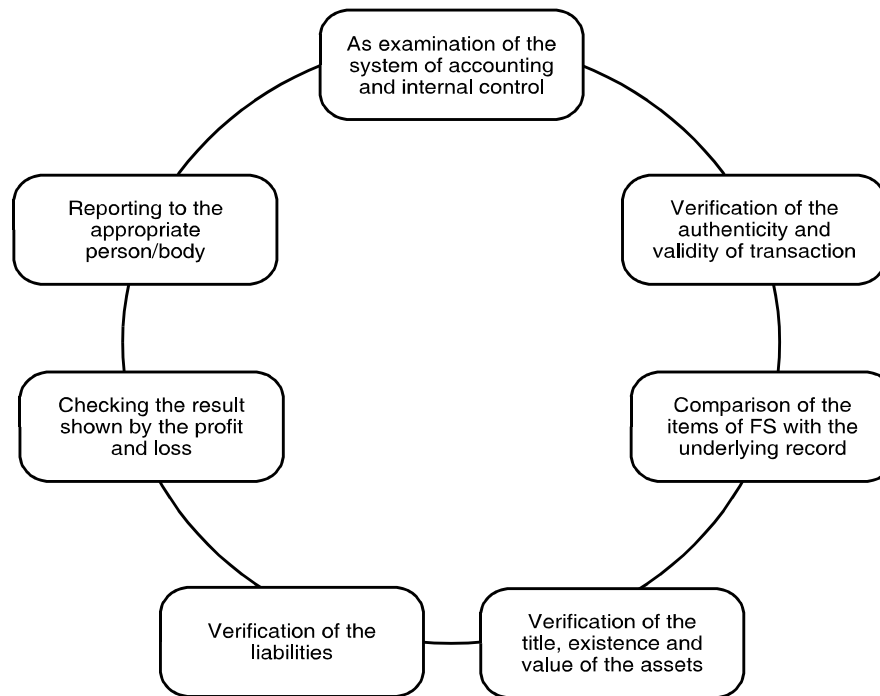 As examination of the
system of accounting
and internal control
Verification of the
authenticity and
validity of transaction
Comparison of the
items of FS with the
underlying record
Verification of the
title, existence and
value of the assets
Verification of the
liabilities
Checking the result
shown by the profit
and loss
Reporting to the
appropriate
person/body